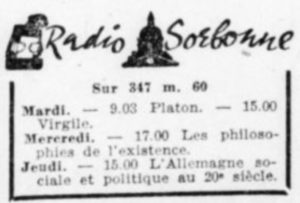 Radio Sorbonne
Sur 347 m. 60
Mardi. — 9.03 Platon. — 15.00
Virgile.
Mercredi. — 17.00 Les philoso-
phies de l'existence.
Jeudi. — 15.00 L'Allemagne so-
ciale et politique au 20e siècle.